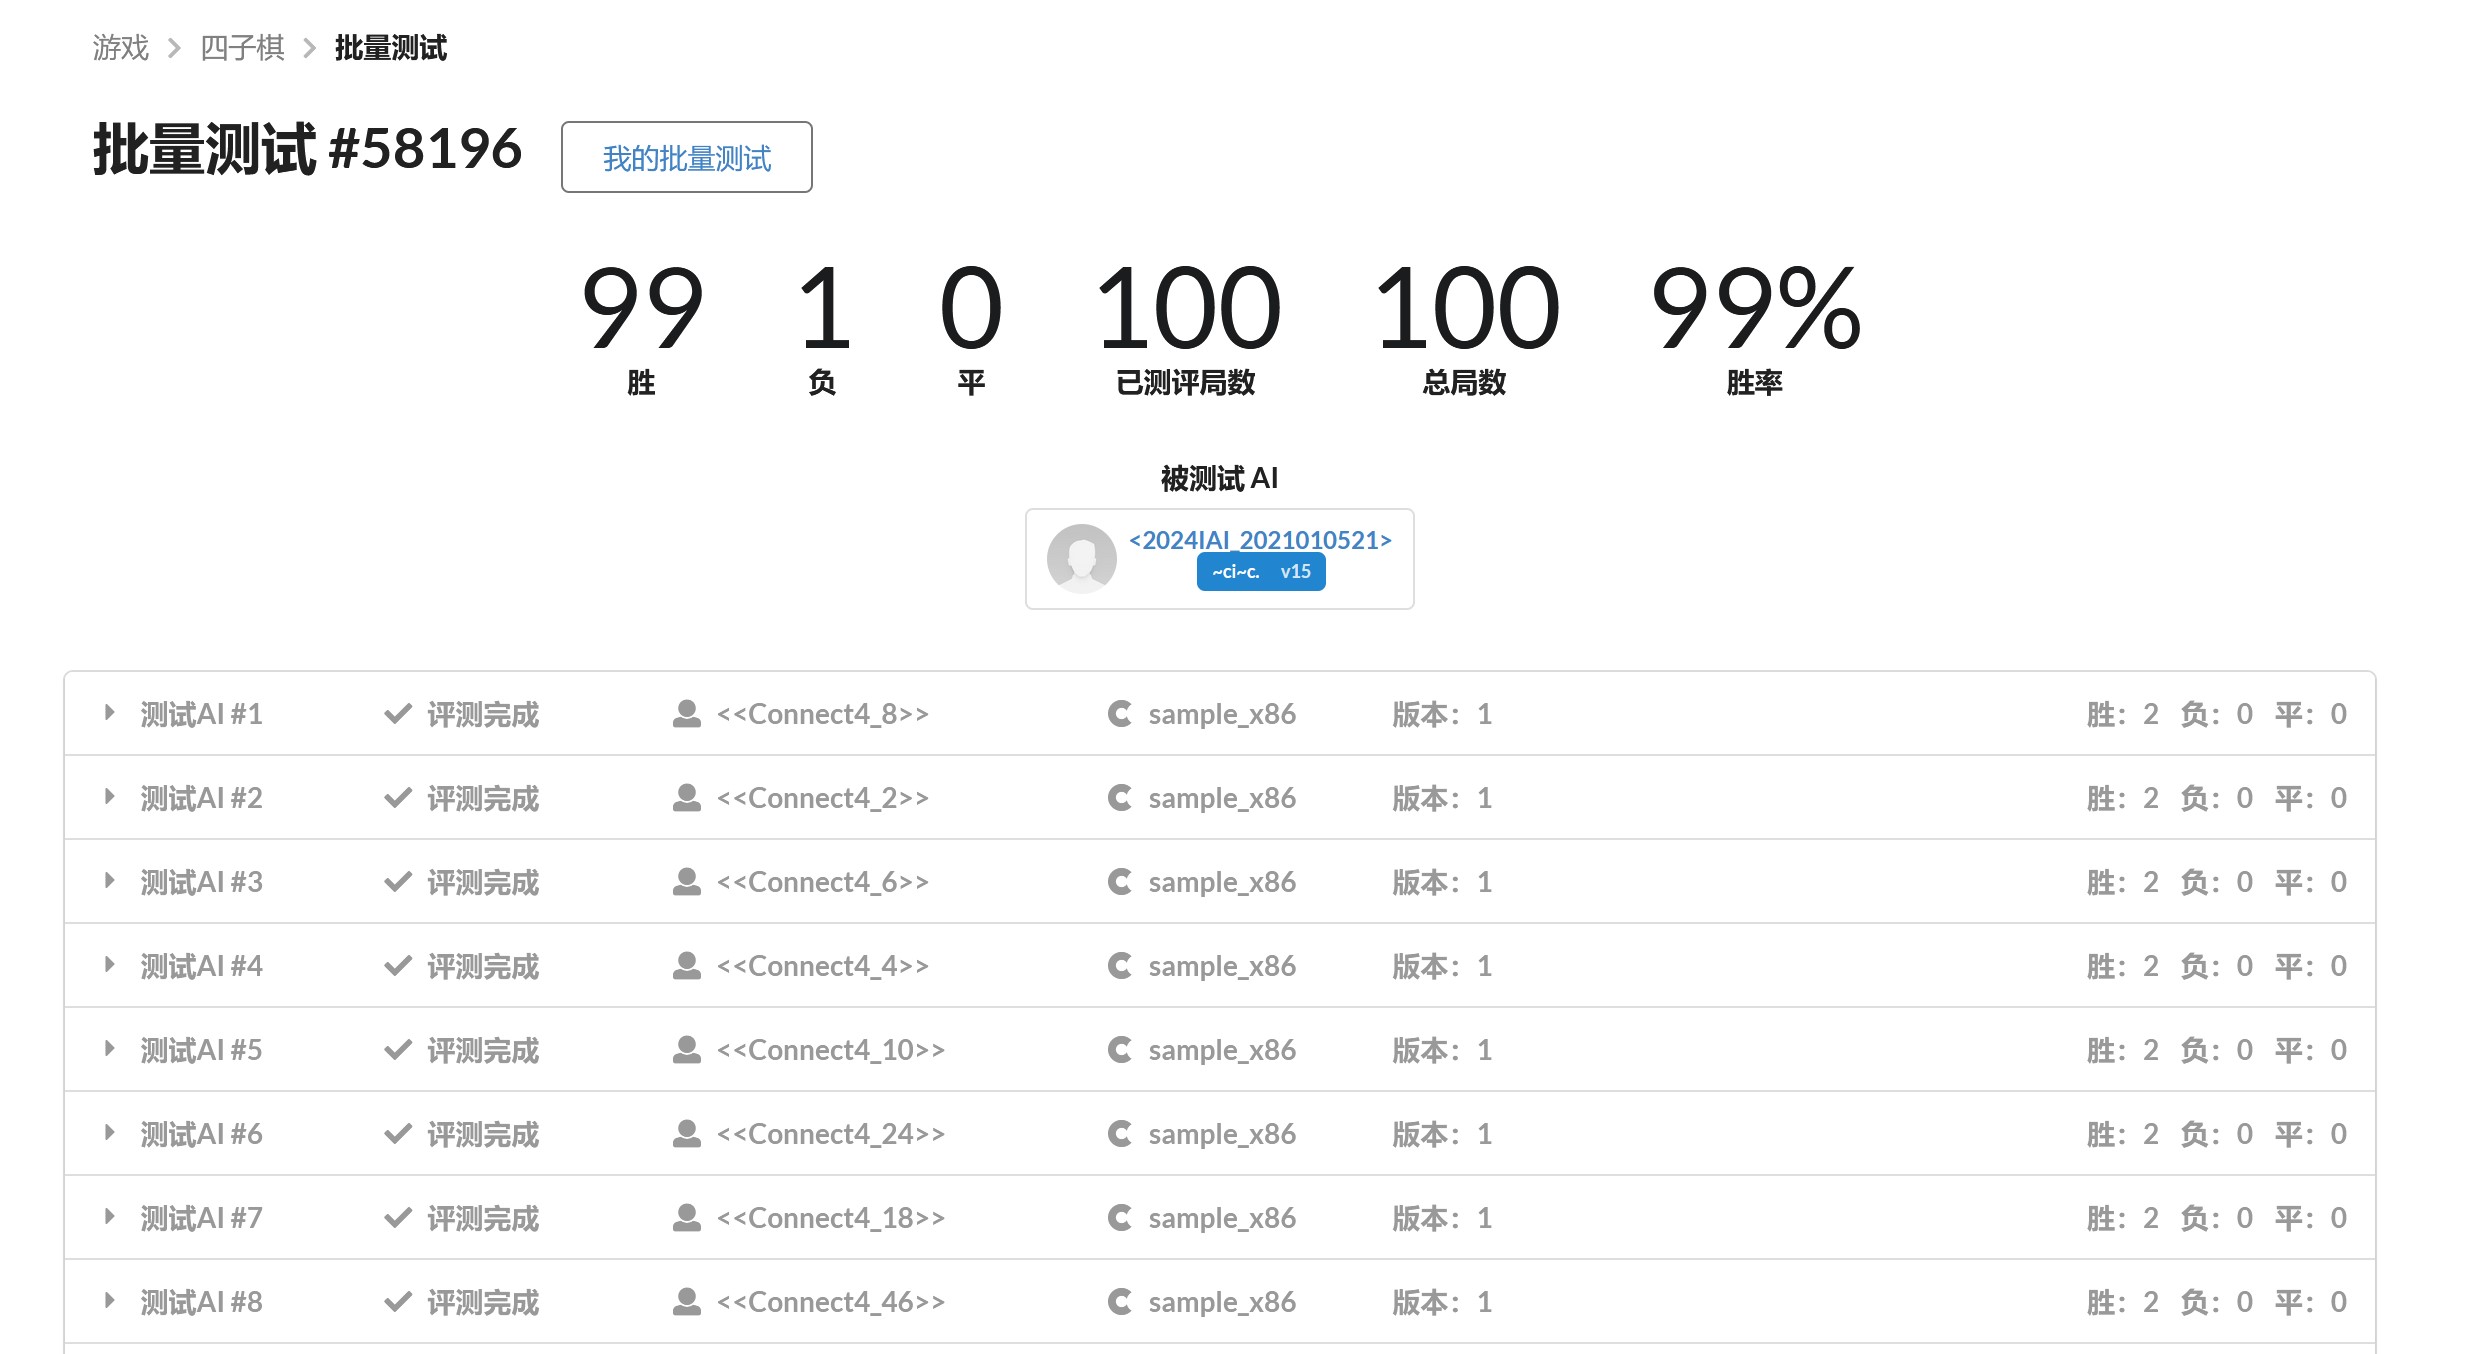 游戏 > 四子棋 > 批量测试
批量测试 #58196 我的批量测试
99 1 0 100 100 99%
胜 负 平 已测评局数 总局数 胜率
被测试 AI
<2024IAI_2021010521>
~ci~c. v15
测试AI #1 评测完成 <<Connect4_8>> sample_x86 版本：1 胜：2 负：0 平：0
测试AI #2 评测完成 <<Connect4_2>> sample_x86 版本：1 胜：2 负：0 平：0
测试AI #3 评测完成 <<Connect4_6>> sample_x86 版本：1 胜：2 负：0 平：0
测试AI #4 评测完成 <<Connect4_4>> sample_x86 版本：1 胜：2 负：0 平：0
测试AI #5 评测完成 <<Connect4_10>> sample_x86 版本：1 胜：2 负：0 平：0
测试AI #6 评测完成 <<Connect4_24>> sample_x86 版本：1 胜：2 负：0 平：0
测试AI #7 评测完成 <<Connect4_18>> sample_x86 版本：1 胜：2 负：0 平：0
测试AI #8 评测完成 <<Connect4_46>> sample_x86 版本：1 胜：2 负：0 平：0